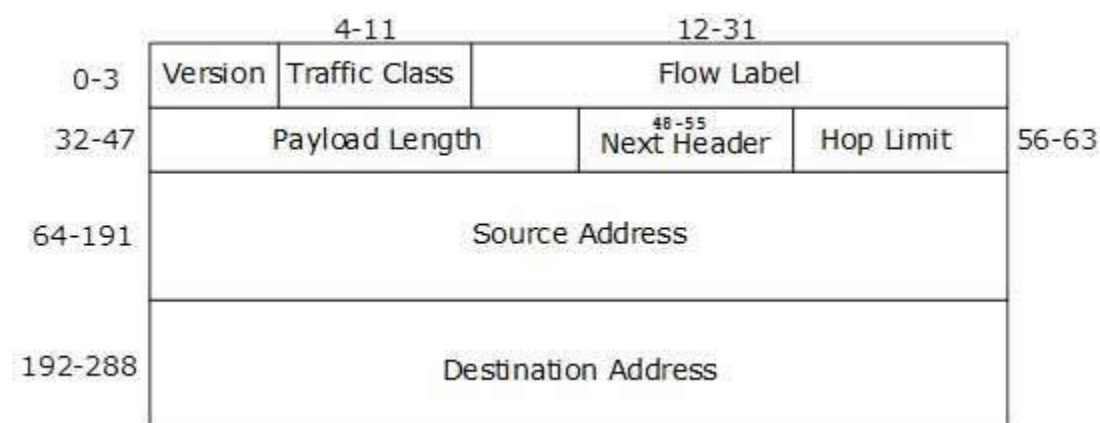 4-11 12-31
0-3 Version Traffic Class Flow Label
48-55
32-47 Payload Length Next Header Hop Limit 56-63
64-191 Source Address
192-288 Destination Address